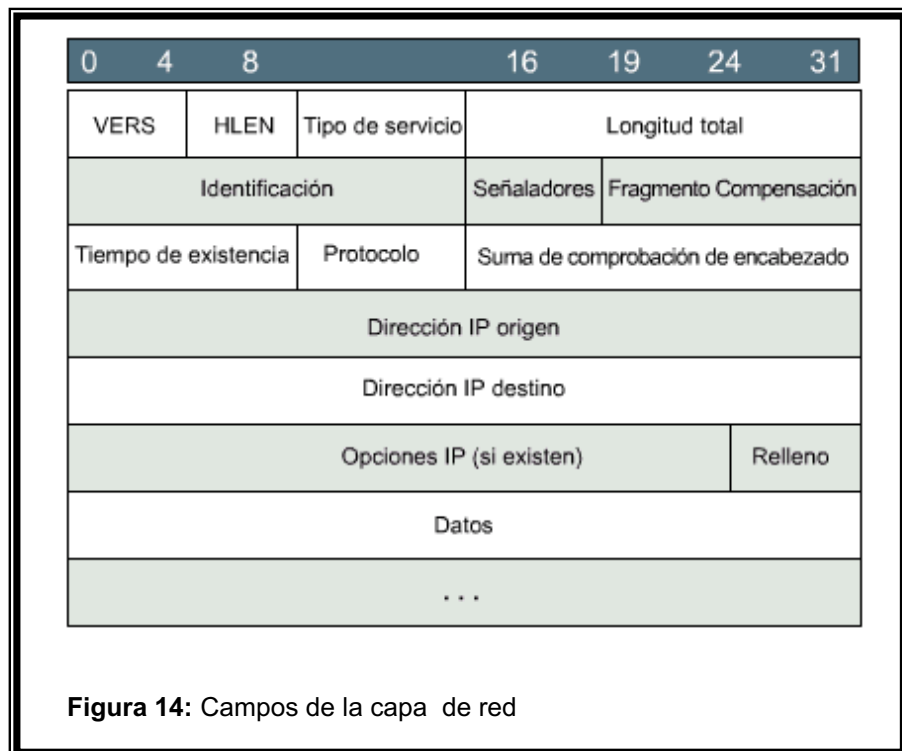 0 4 8 16 19 24 31
VERS HLEN Tipo de servicio Longitud total
Identificación Señaladores Fragmento Compensación
Tiempo de existencia Protocolo Suma de comprobación de encabezado
Dirección IP origen
Dirección IP destino
Opciones IP (si existen) Relleno
Datos
. . .
Figura 14: Campos de la capa de red